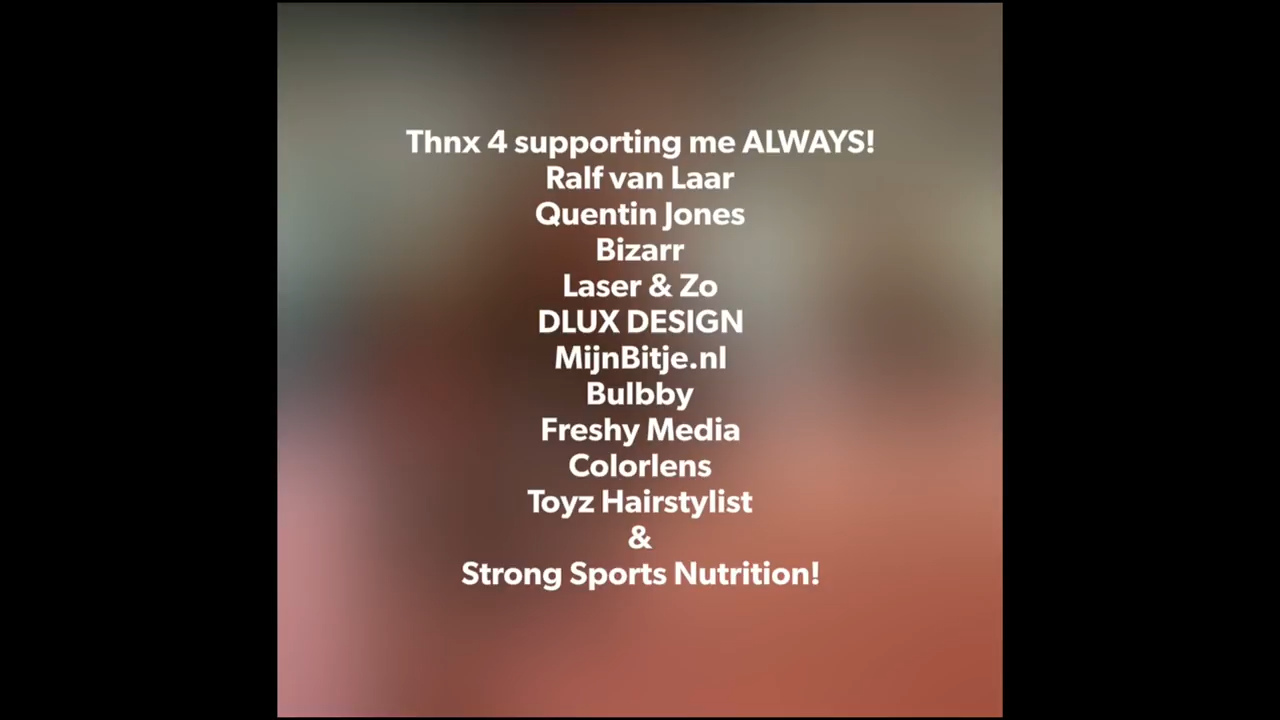 Thnx 4 supporting me ALWAYS!
Ralf van Laar
Quentin Jones
Bizarr
Laser & Zo
DLUX DESIGN
MijnBitje.nl
Bulbby
Freshy Media
Colorlens
Toyz Hairstylist
&
Strong Sports Nutrition!